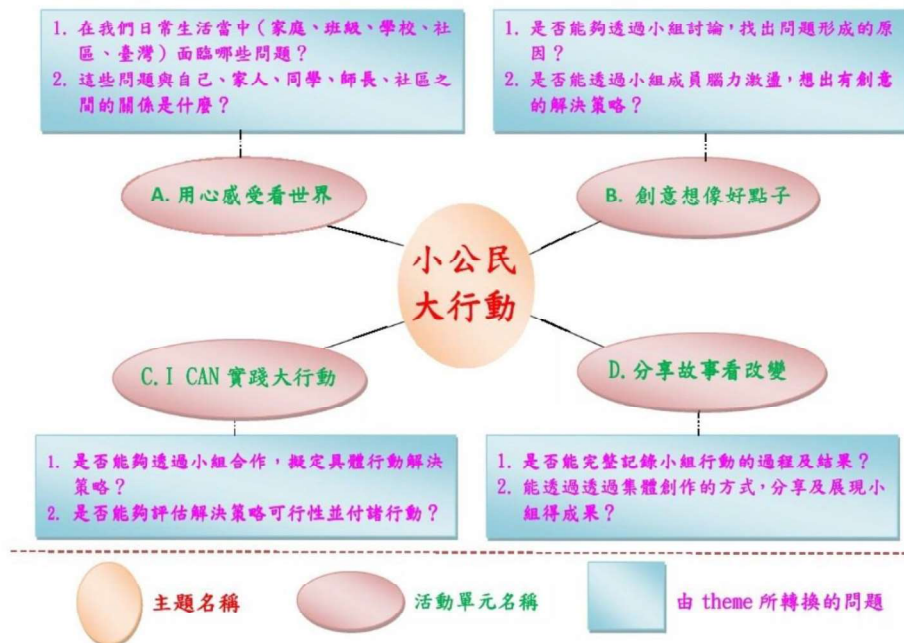 1. 在我們日常生活當中（家庭、班級、學校、社
區、臺灣）面臨哪些問題？
2. 這些問題與自己、家人、同學、師長、社區之
間的關係是什麼？
1. 是否能夠透過小組討論，找出問題形成的原
因？
2. 是否能透過小組成員腦力激盪，想出有創意
的解決策略？
A. 用心感受看世界
B. 創意想像好點子
小公民
大行動
C. I CAN 實踐大行動
D. 分享故事看改變
1. 是否能夠透過小組合作，擬定具體行動解決
策略？
2. 是否能夠評估解決策略可行性並付諸行動？
1. 是否能完整記錄小組行動的過程及結果？
2. 能透過透過集體創作的方式，分享及展現小
組得成果？
主題名稱
活動單元名稱
由 theme 所轉換的問題